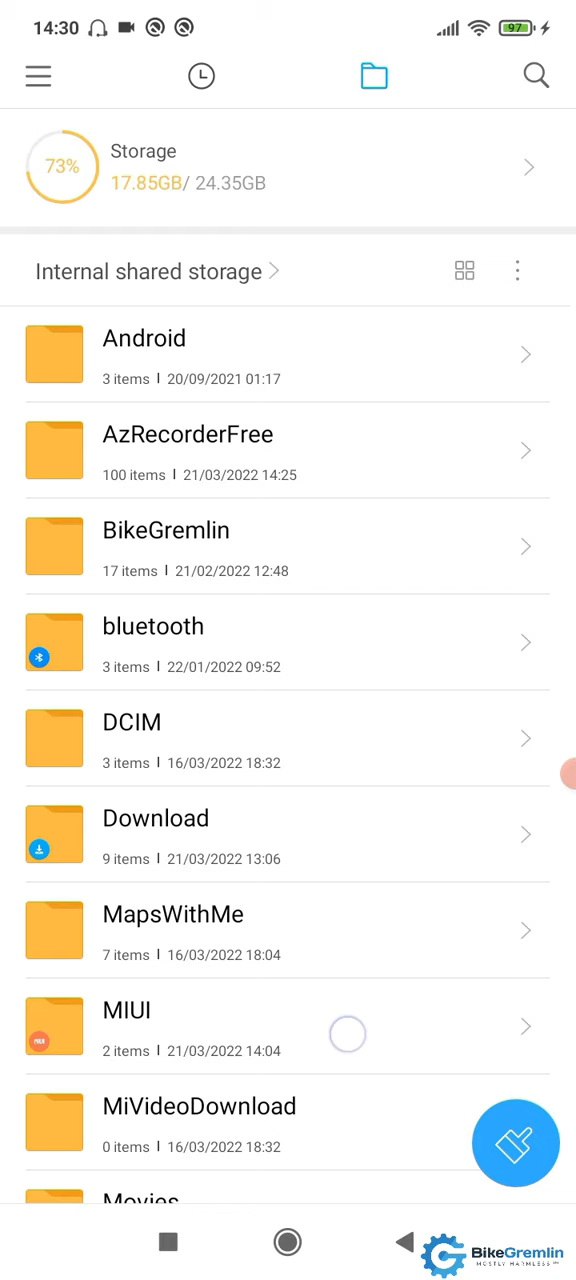 14:30
97
73%
Storage
17.85GB/ 24.35GB
Internal shared storage
Android
3 items | 20/09/2021 01:17
AzRecorderFree
100 items | 21/03/2022 14:25
BikeGremlin
17 items | 21/02/2022 12:48
bluetooth
3 items | 22/01/2022 09:52
DCIM
3 items | 16/03/2022 18:32
Download
9 items | 21/03/2022 13:06
MapsWithMe
7 items | 16/03/2022 18:04
MIUI
2 items | 21/03/2022 14:04
MiVideoDownload
0 items | 16/03/2022 18:32
Movies
BikeGremlin
MOSTLY HARMLESS